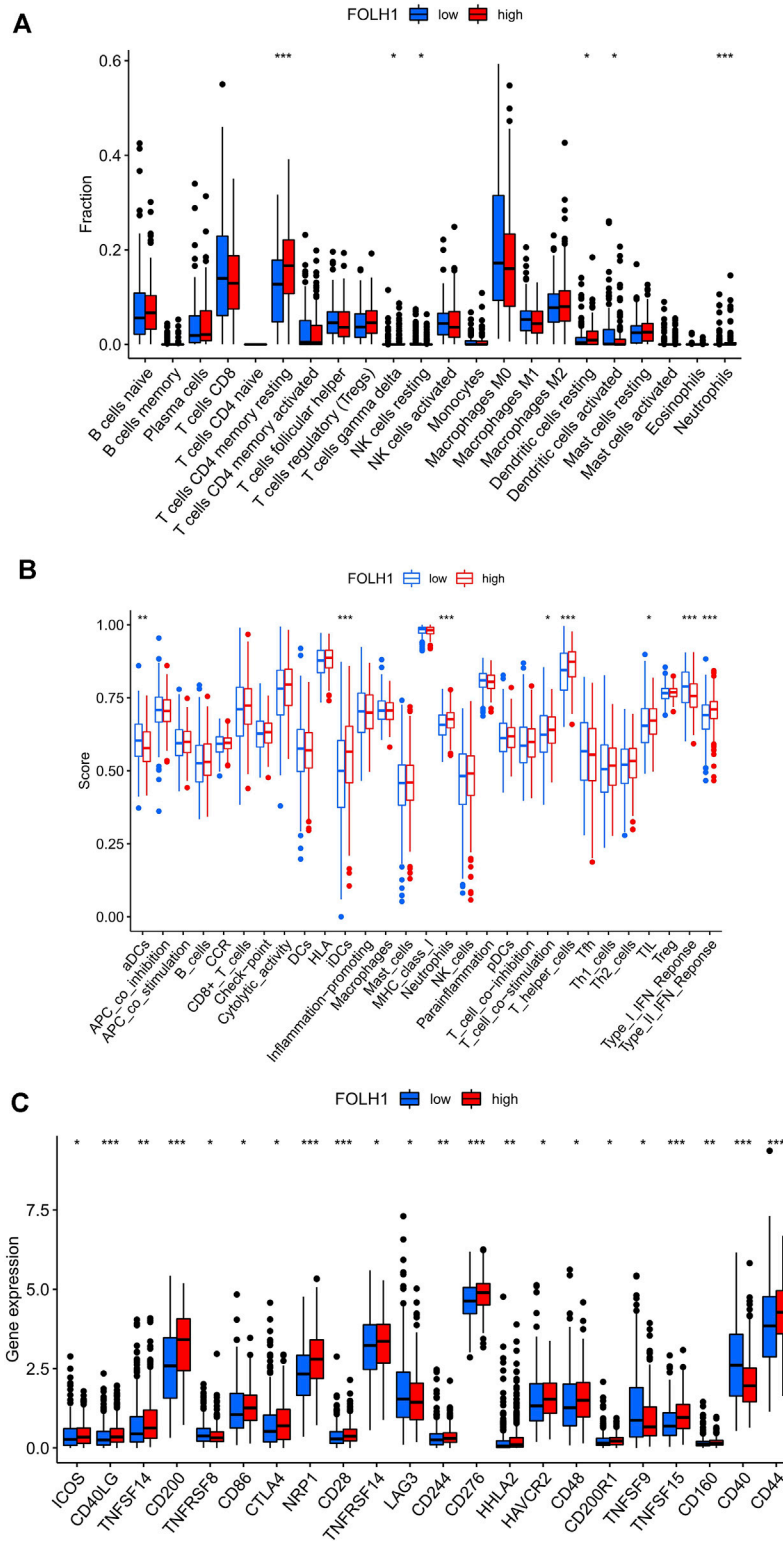 A
FOLH1 low high
*** * * * * ***
0.6
0.4
0.2
0.0
Fraction
B cells naive
B cells memory
Plasma cells
T cells CD8
T cells CD4 naive
T cells CD4 memory resting
T cells CD4 memory activated
T cells follicular helper
T cells regulatory (Tregs)
T cells gamma delta
NK cells resting
NK cells activated
Monocytes
Macrophages M0
Macrophages M1
Macrophages M2
Dendritic cells resting
Dendritic cells activated
Mast cells resting
Mast cells activated
Eosinophils
Neutrophils
B
FOLH1 low high
** *** *** * *** * *** ***
1.00
0.75
0.50
0.25
0.00
Score
aDCs
APC_co_inhibition
APC_co_stimulation
B_cells
CCR
CD8+_T_cells
Check-point
Cytolytic_activity
DCs
HLA
iDCs
Inflammation-promoting
Macrophages
Mast_cells
MHC_class_I
Neutrophils
NK_cells
Parainflammation
pDCs
T_cell_co-inhibition
T_cell_co-stimulation
T_helper_cells
Tfh
Th1_cells
Th2_cells
TIL
Treg
Type_I_IFN_Reponse
Type_II_IFN_Reponse
C
FOLH1 low high
* *** ** *** * * * *** *** * * ** *** ** * * * * *** ** *** ***
7.5
5.0
2.5
0.0
Gene expression
ICOS
CD40LG
TNFSF14
CD200
TNFRSF8
CD86
CTLA4
NRP1
CD28
TNFRSF14
LAG3
CD244
CD276
HHLA2
HAVCR2
CD48
CD200R1
TNFSF9
TNFSF15
CD160
CD40
CD44